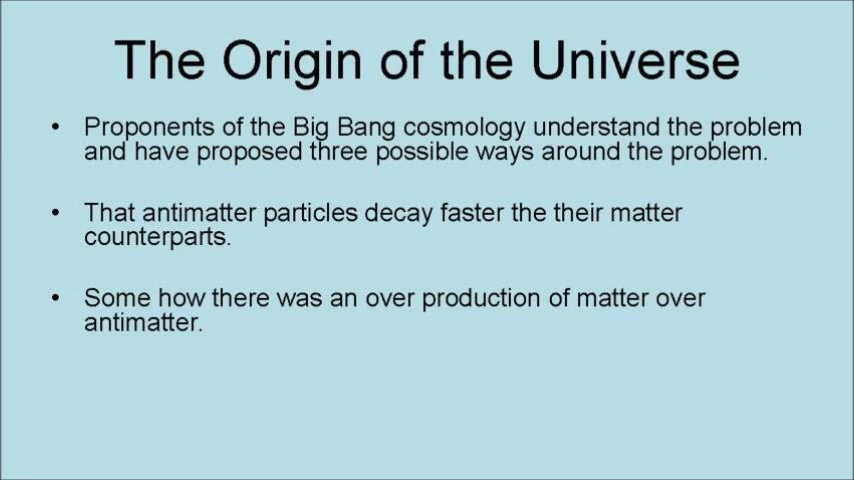 The Origin of the Universe
• Proponents of the Big Bang cosmology understand the problem
and have proposed three possible ways around the problem.
• That antimatter particles decay faster the their matter
counterparts.
• Some how there was an over production of matter over
antimatter.